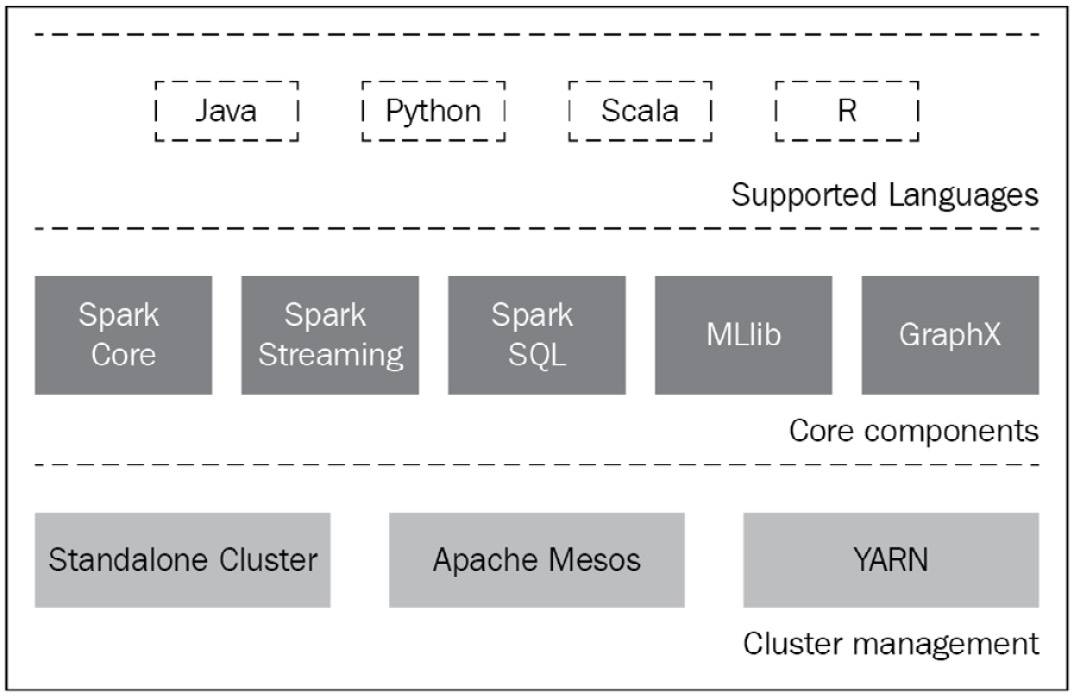 Java
Python
Scala
R
Supported Languages
Spark
Core
Spark
Streaming
Spark
SQL
MLlib
GraphX
Core components
Standalone Cluster
Apache Mesos
YARN
Cluster management